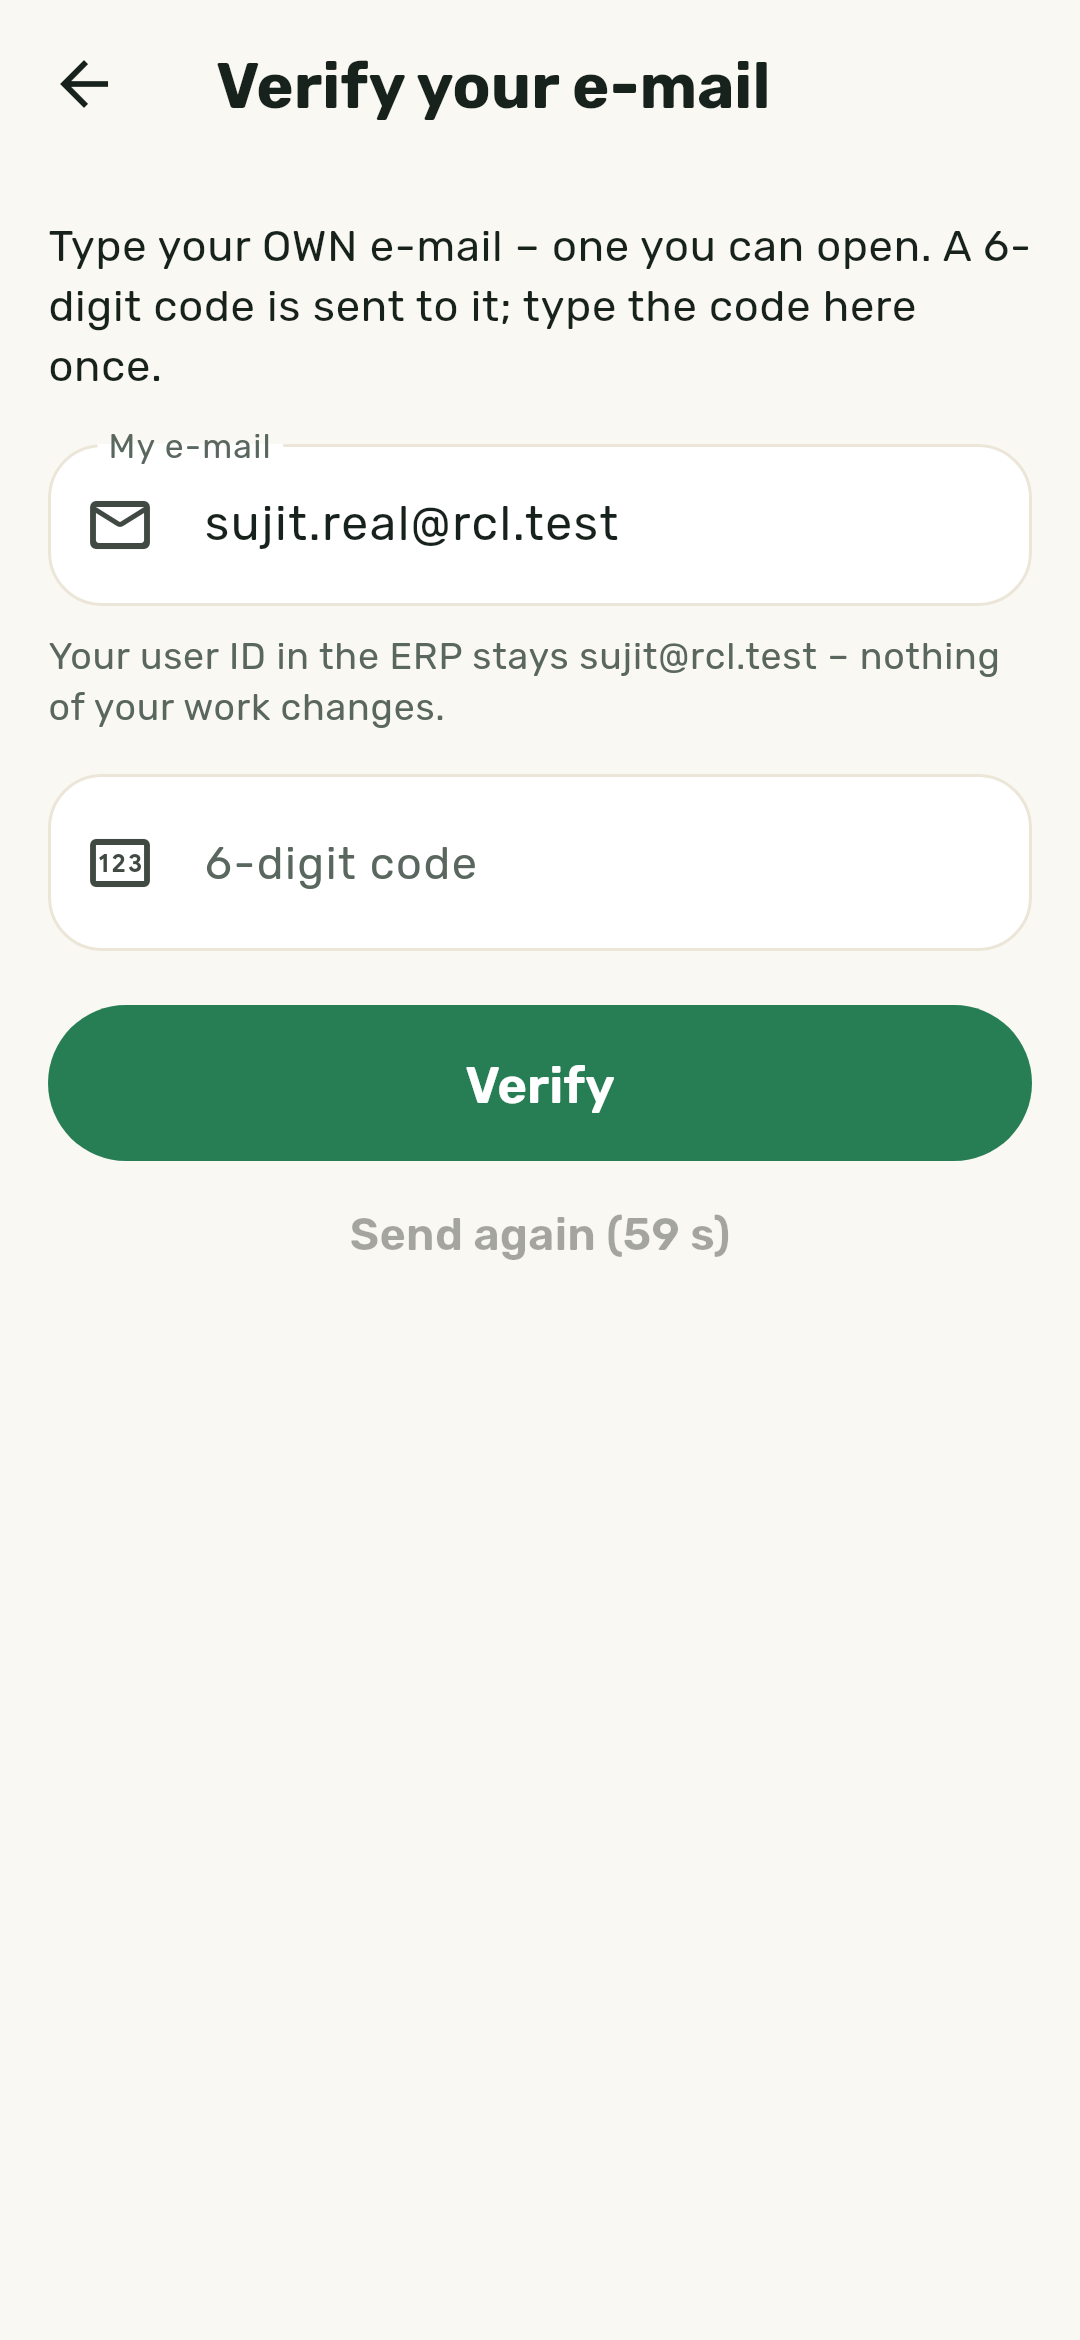 Verify your e-mail
Type your OWN e-mail – one you can open. A 6-
digit code is sent to it; type the code here
once.
My e-mail
sujit.real@rcl.test
Your user ID in the ERP stays sujit@rcl.test – nothing
of your work changes.
123
6-digit code
Verify
Send again (59 s)